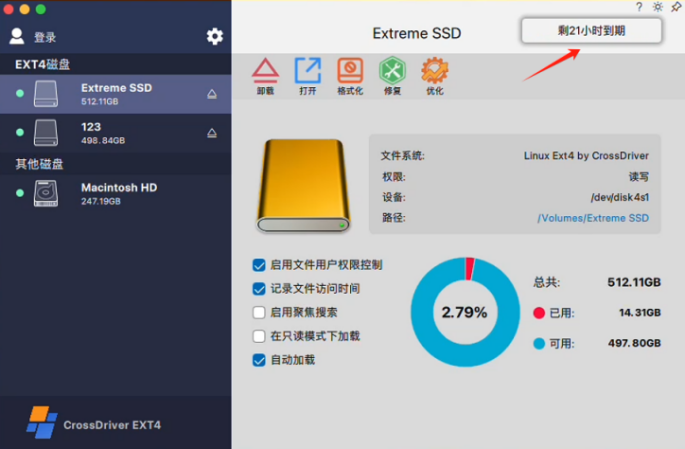 登录
EXT4磁盘
Extreme SSD
512.11GB
123
498.84GB
其他磁盘
Macintosh HD
247.19GB
CrossDriver EXT4
?
Extreme SSD
剩21小时到期
卸载 打开 格式化 修复 优化
文件系统: Linux Ext4 by CrossDriver
权限: 读写
设备: /dev/disk4s1
路径: /Volumes/Extreme SSD
启用文件用户权限控制
记录文件访问时间
启用聚焦搜索
在只读模式下加载
自动加载
2.79%
总共: 512.11GB
已用: 14.31GB
可用: 497.80GB